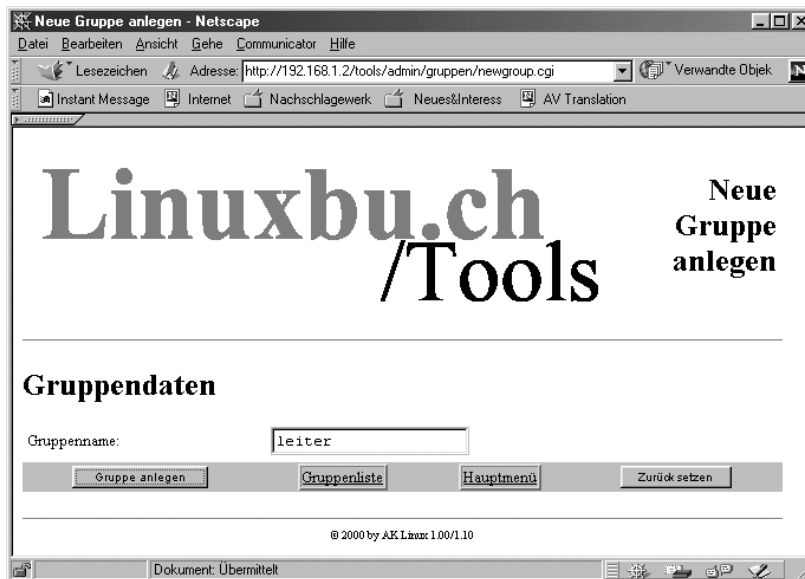 Neue Gruppe anlegen - Netscape
Datei Bearbeiten Ansicht Gehe Communicator Hilfe
Lesezeichen Adresse: http://192.168.1.2/tools/admin/gruppen/newgroup.cgi Verwandte Objek
Instant Message Internet Nachschlagewerk Neues&Interess AV Translation
Linuxbu.ch
/Tools
Neue
Gruppe
anlegen
Gruppendaten
Gruppenname: leiter
Gruppe anlegen Gruppenliste Hauptmenü Zurück setzen
© 2000 by AK Linux 1.00/1.10
Dokument: Übermittelt